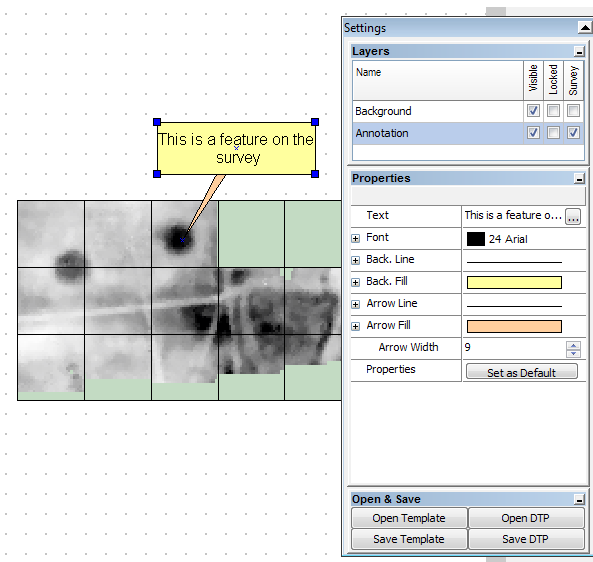 This is a feature on the
survey
Settings
Layers
Name
Visible
Locked
Survey
Background
Annotation
Properties
Text This is a feature o... ...
Font 24 Arial
Back. Line
Back. Fill
Arrow Line
Arrow Fill
Arrow Width 9
Properties Set as Default
Open & Save
Open Template Open DTP
Save Template Save DTP